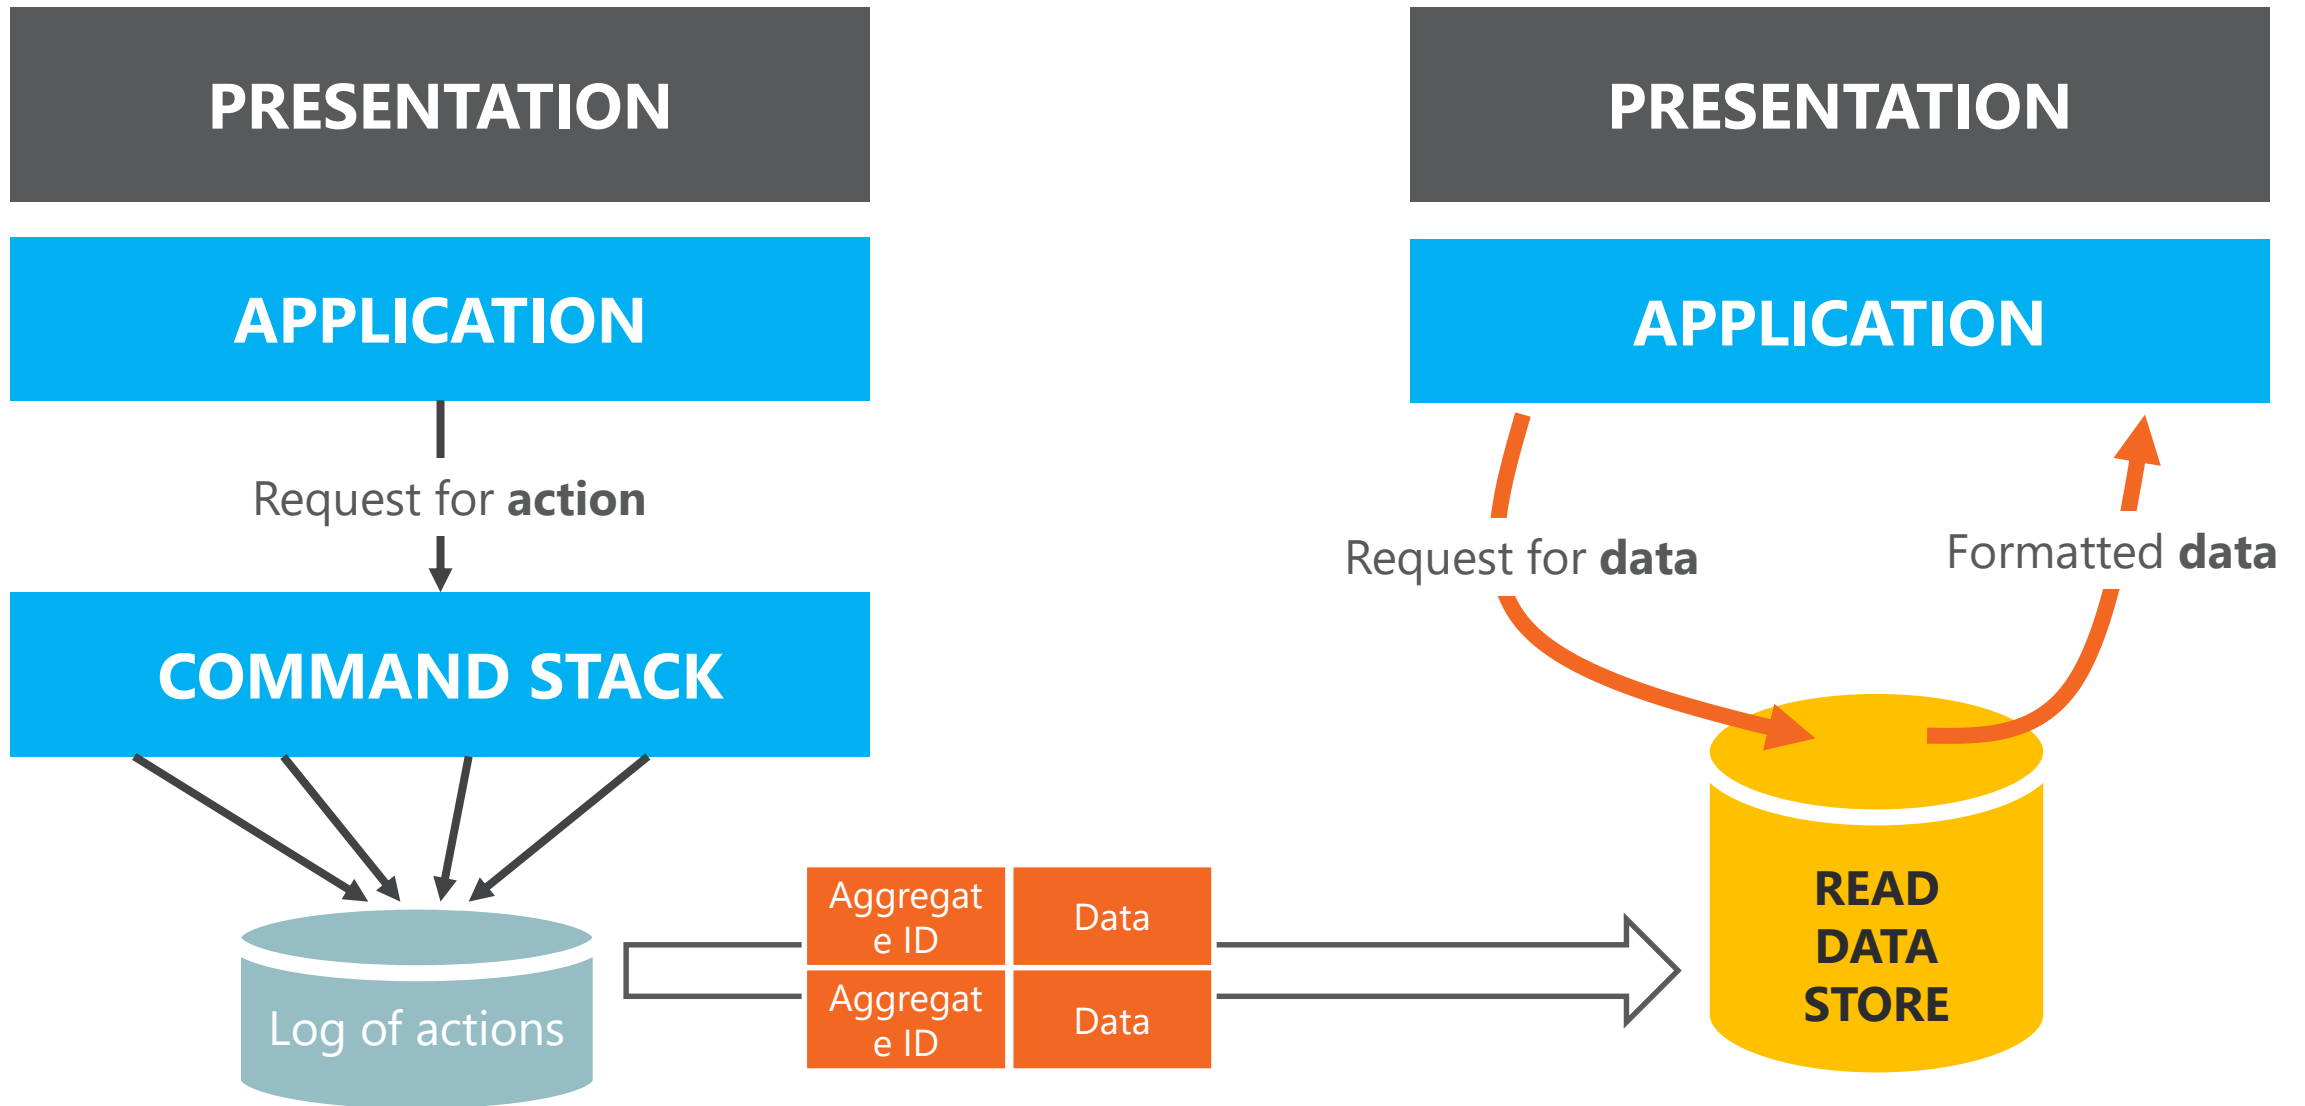 PRESENTATION
APPLICATION
Request for action
COMMAND STACK
Log of actions
Aggregat
e ID
Data
Aggregat
e ID
Data
PRESENTATION
APPLICATION
Request for data
Formatted data
READ
DATA
STORE